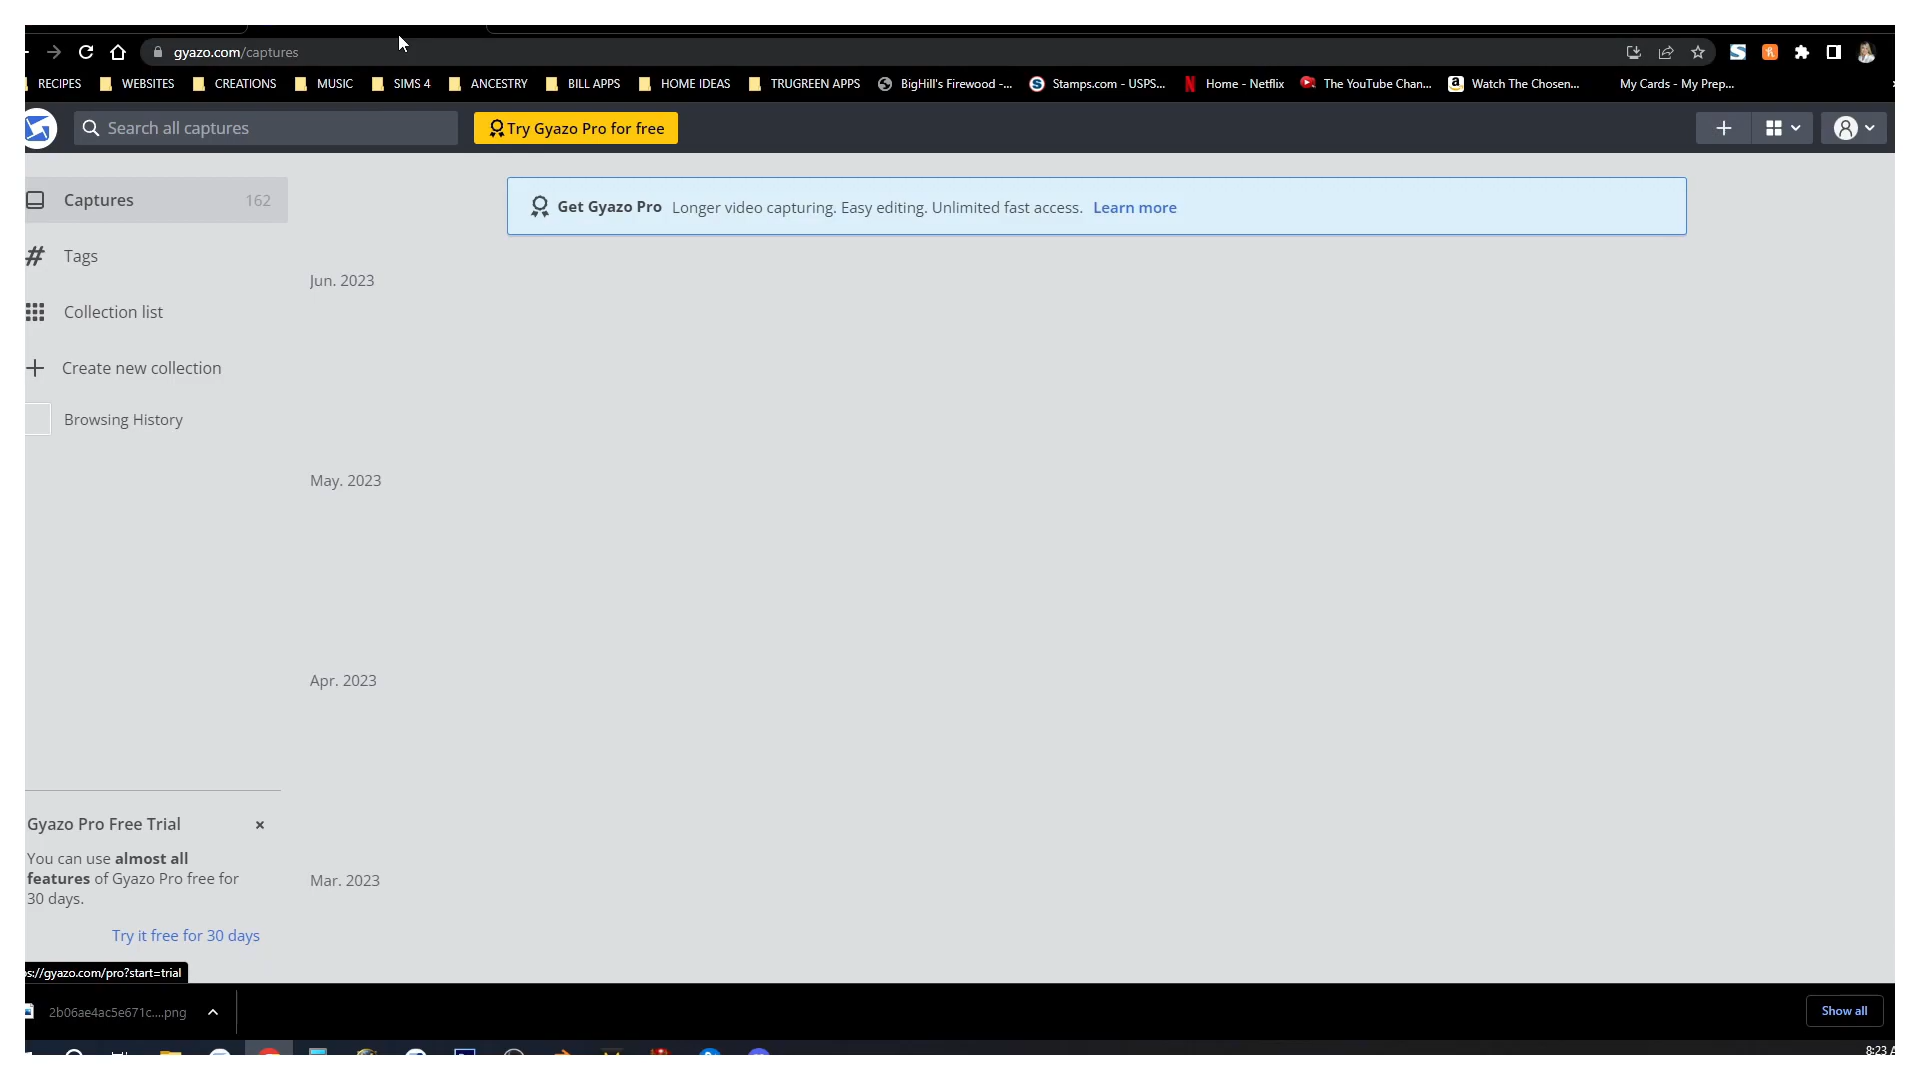 gyazo.com/captures
RECIPES WEBSITES CREATIONS MUSIC SIMS 4 ANCESTRY BILL APPS HOME IDEAS TRUGREEN APPS BigHill's Firewood -... Stamps.com - USPS... Home - Netflix The YouTube Chan... Watch The Chosen... My Cards - My Prep...
Search all captures
Try Gyazo Pro for free
Captures 162
Get Gyazo Pro Longer video capturing. Easy editing. Unlimited fast access. Learn more
Tags
Jun. 2023
Collection list
Create new collection
Browsing History
May. 2023
Apr. 2023
Gyazo Pro Free Trial ×
You can use almost all
features of Gyazo Pro free for
30 days.
Mar. 2023
Try it free for 30 days
s://gyazo.com/pro?start=trial
2b06ae4ac5e671c....png
Show all
8:23 A